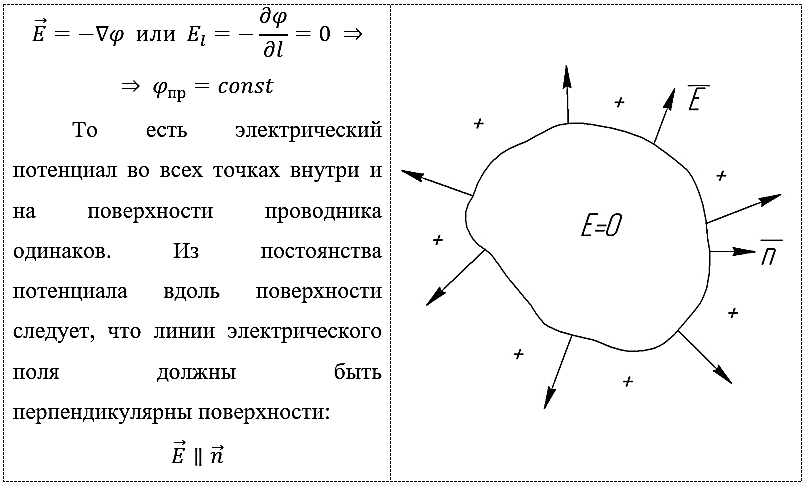 E⃗ = −∇φ или E_l = −∂φ/∂l = 0 ⇒
⇒ φ_пр = const
То есть электрический
потенциал во всех точках внутри и
на поверхности проводника
одинаков. Из постоянства
потенциала вдоль поверхности
следует, что линии электрического
поля должны быть
перпендикулярны поверхности:
E⃗ ∥ n⃗
+
+
E̅
+
+
E=0
+
n̅
+
+
+